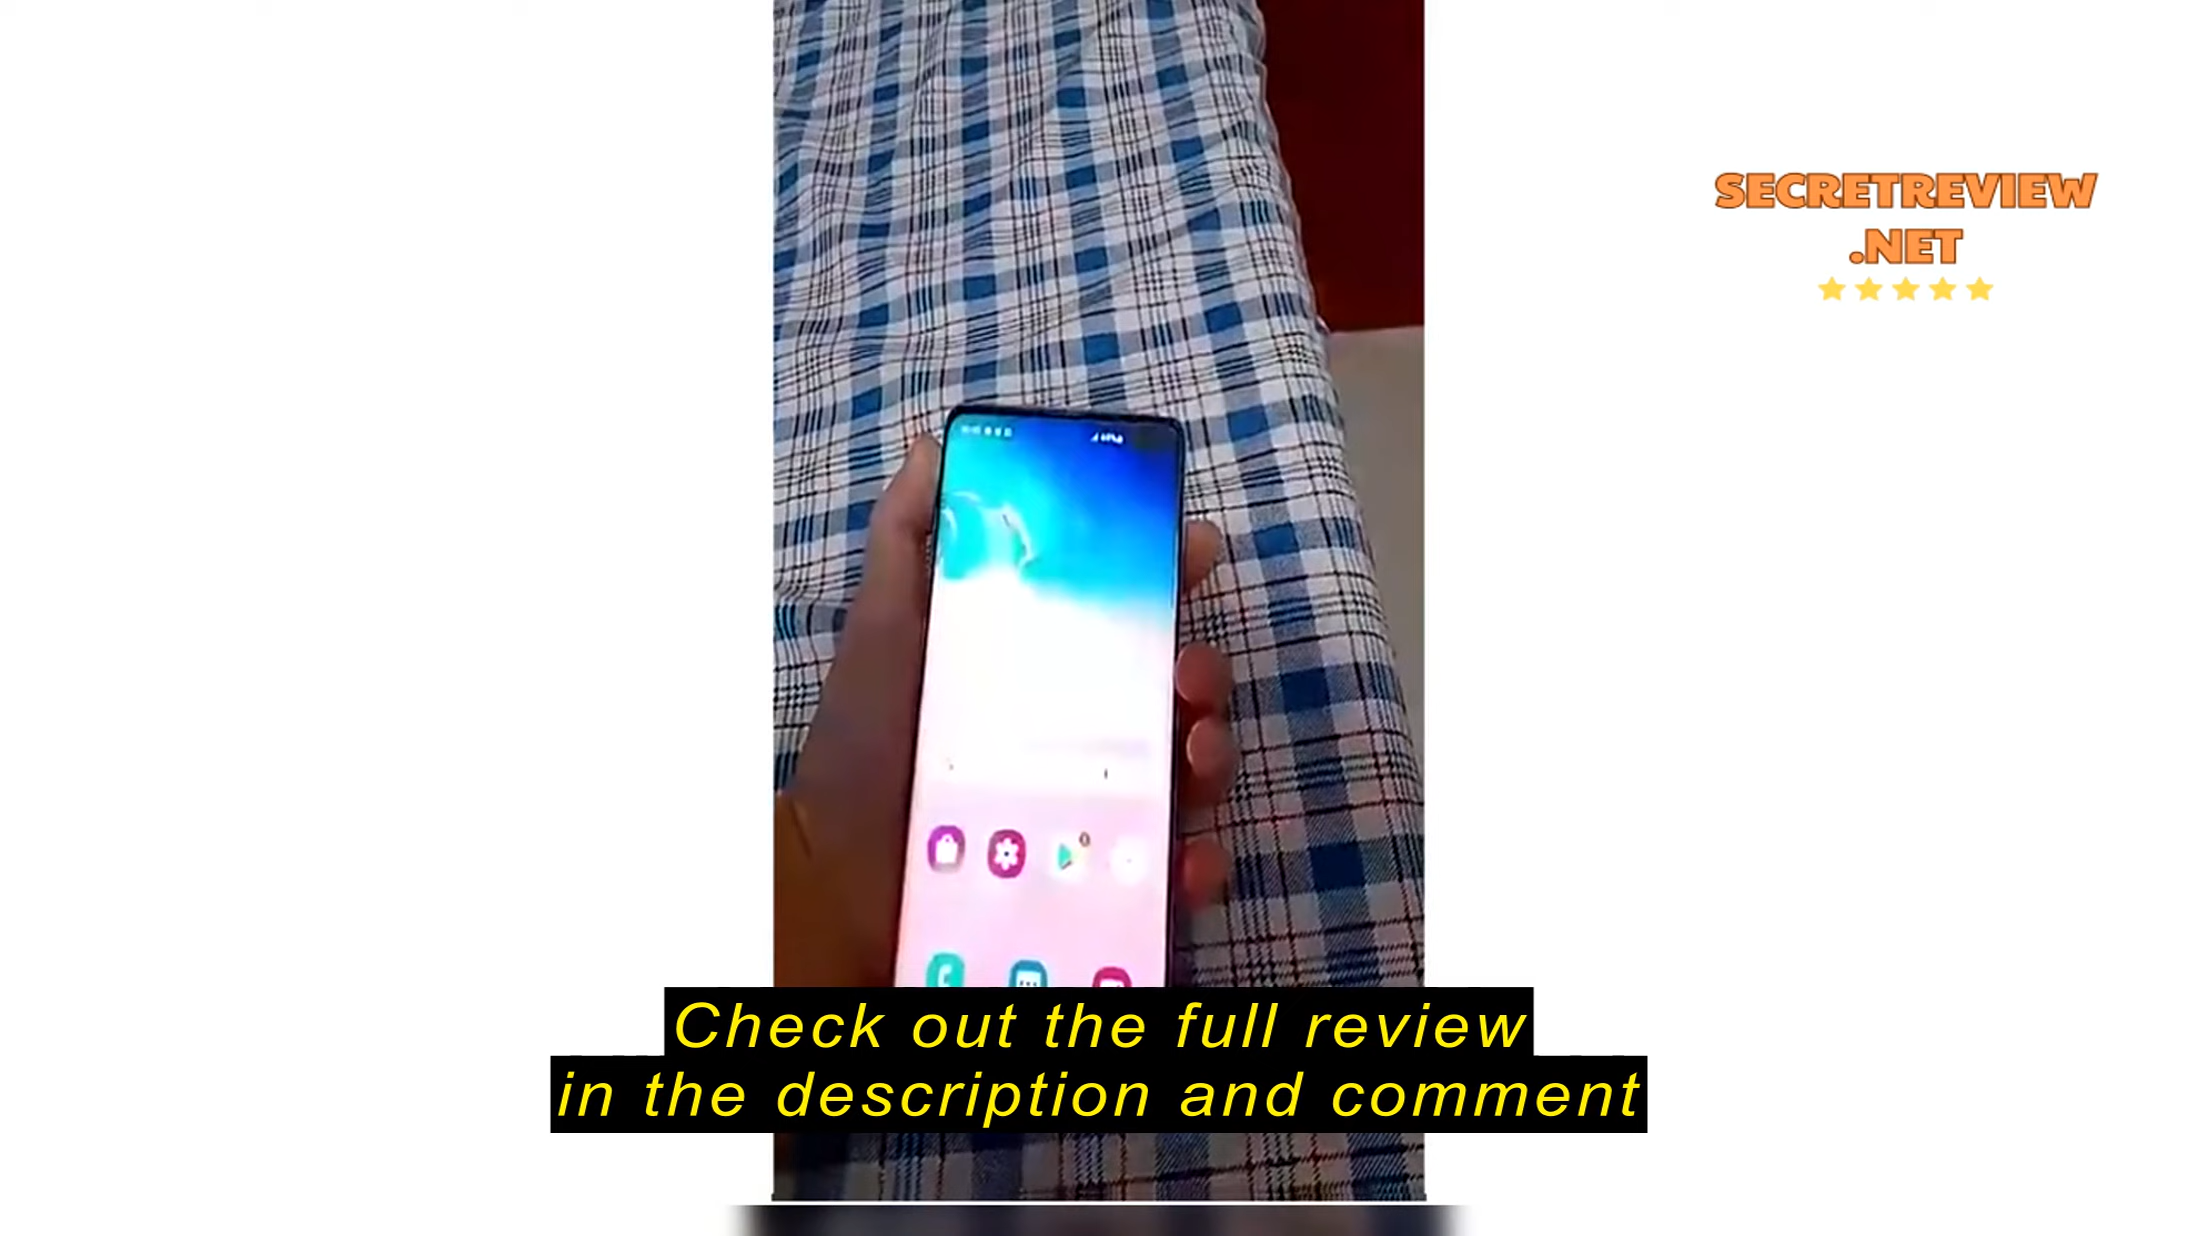 SECRETREVIEW
.NET
Check out the full review
in the description and comment